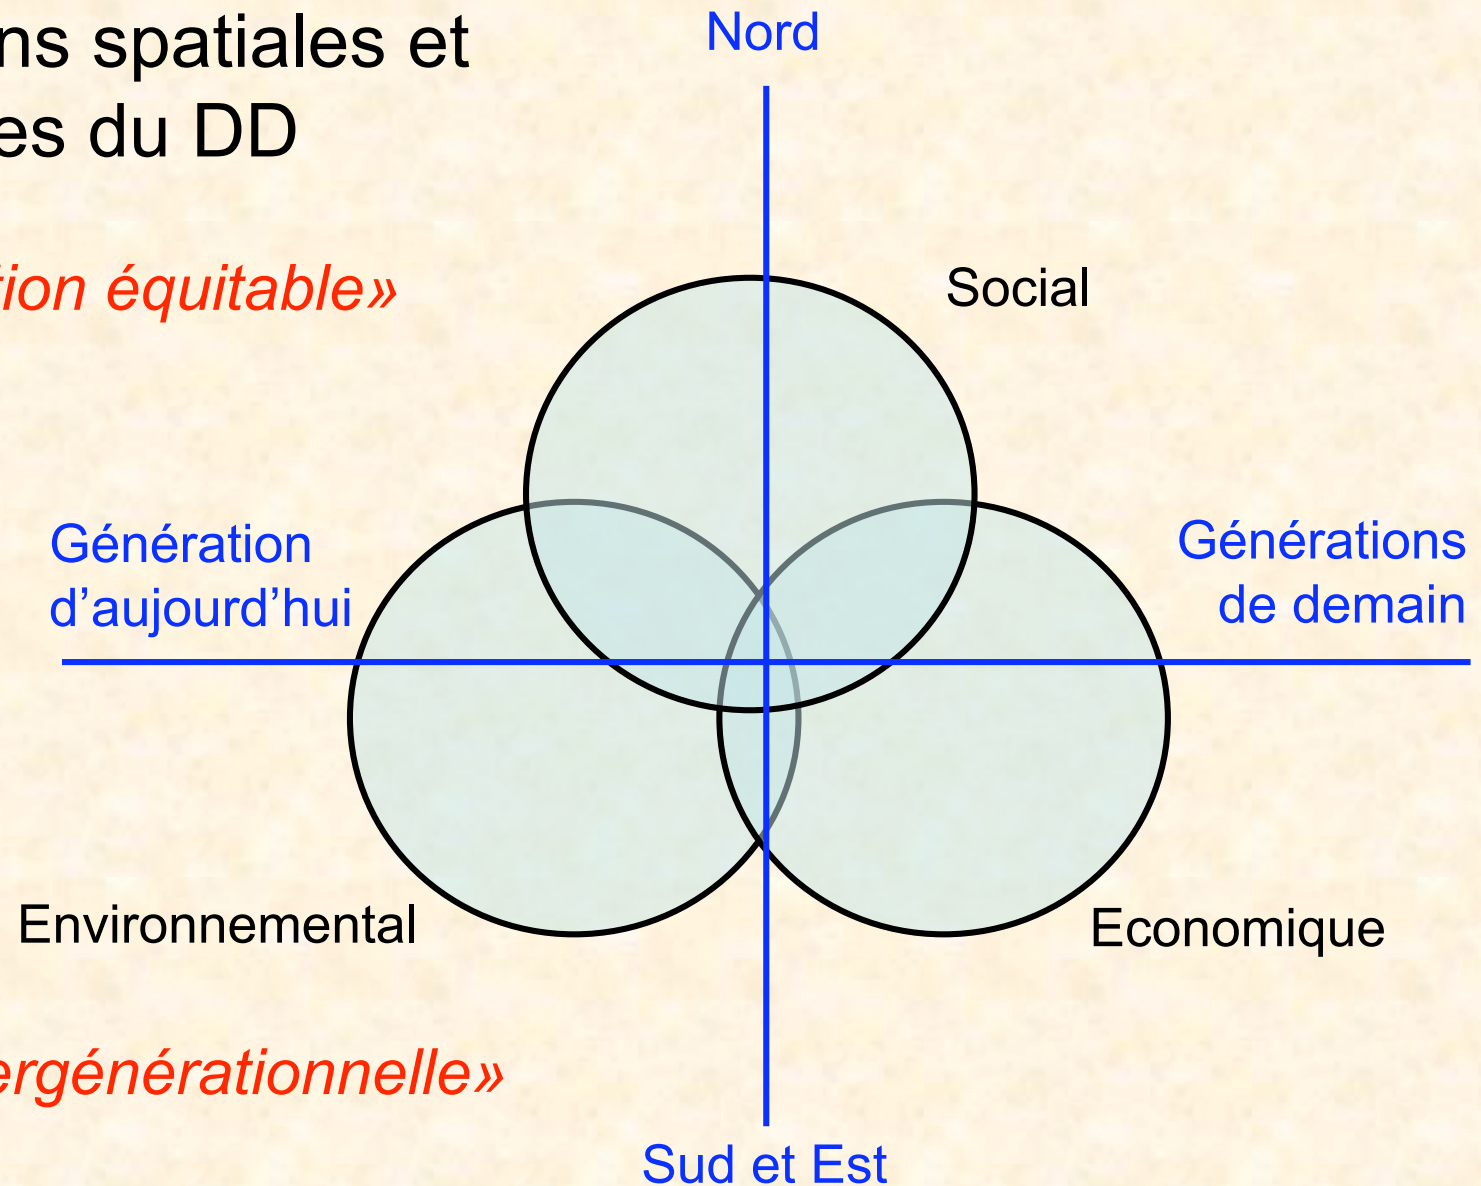 ns spatiales et
es du DD
Nord
tion équitable»
Social
Génération
d’aujourd’hui
Générations
de demain
Environnemental
Economique
ergénérationnelle»
Sud et Est